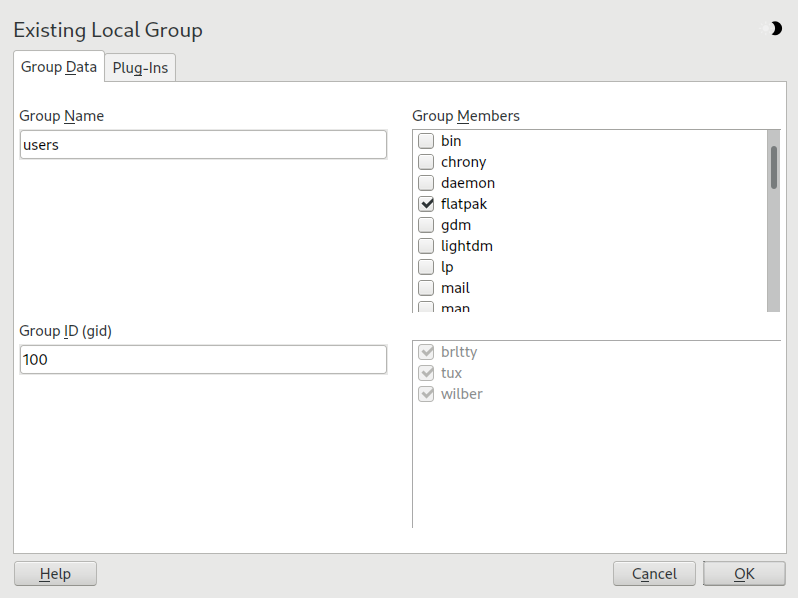 Existing Local Group
Group Data
Plug-Ins
Group Name
users
Group ID (gid)
100
Group Members
bin
chrony
daemon
flatpak
gdm
lightdm
lp
mail
man
brltty
tux
wilber
Help
Cancel
OK